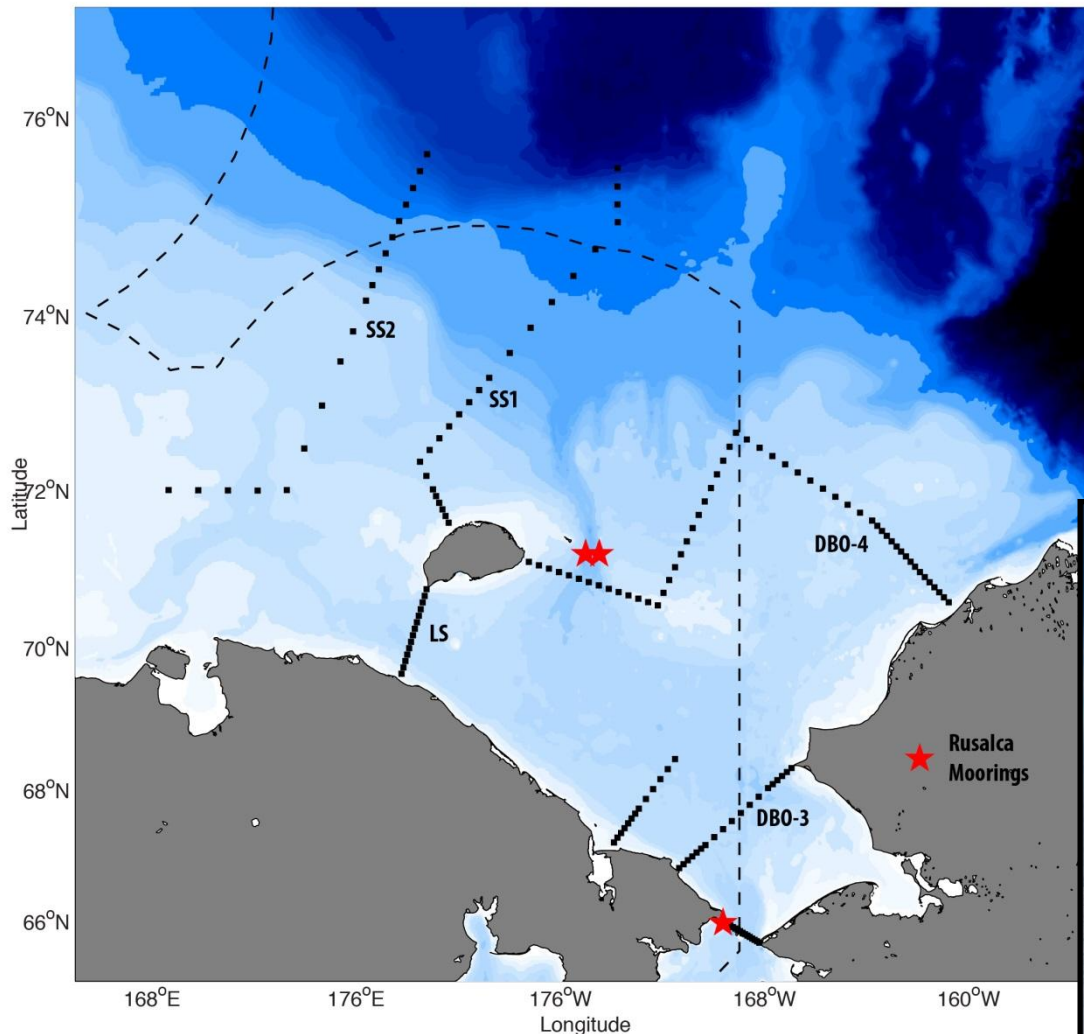 76°N
74°N
72°N
70°N
68°N
66°N
Latitude
SS2
SS1
DBO-4
LS
Rusalca
Moorings
DBO-3
168°E
176°E
176°W
168°W
160°W
Longitude